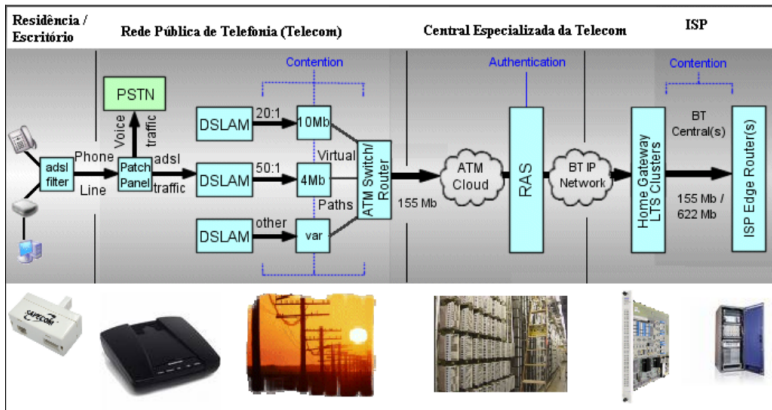 Residência /
Escritório
Rede Pública de Telefonia (Telecom)
Central Especializada da Telecom
ISP
Contention
Authentication
Contention
PSTN
Voice
traffic
DSLAM
20:1
10Mb
BT
Central(s)
Phone
Line
adsl
filter
Patch
Panel
adsl
traffic
DSLAM
50:1
4Mb
Virtual
Paths
ATM Switch/
Router
155 Mb
ATM
Cloud
RAS
BT IP
Network
Home Gateway
LTS Clusters
155 Mb /
622 Mb
ISP Edge Router(s)
DSLAM
other
var
SAFECOM